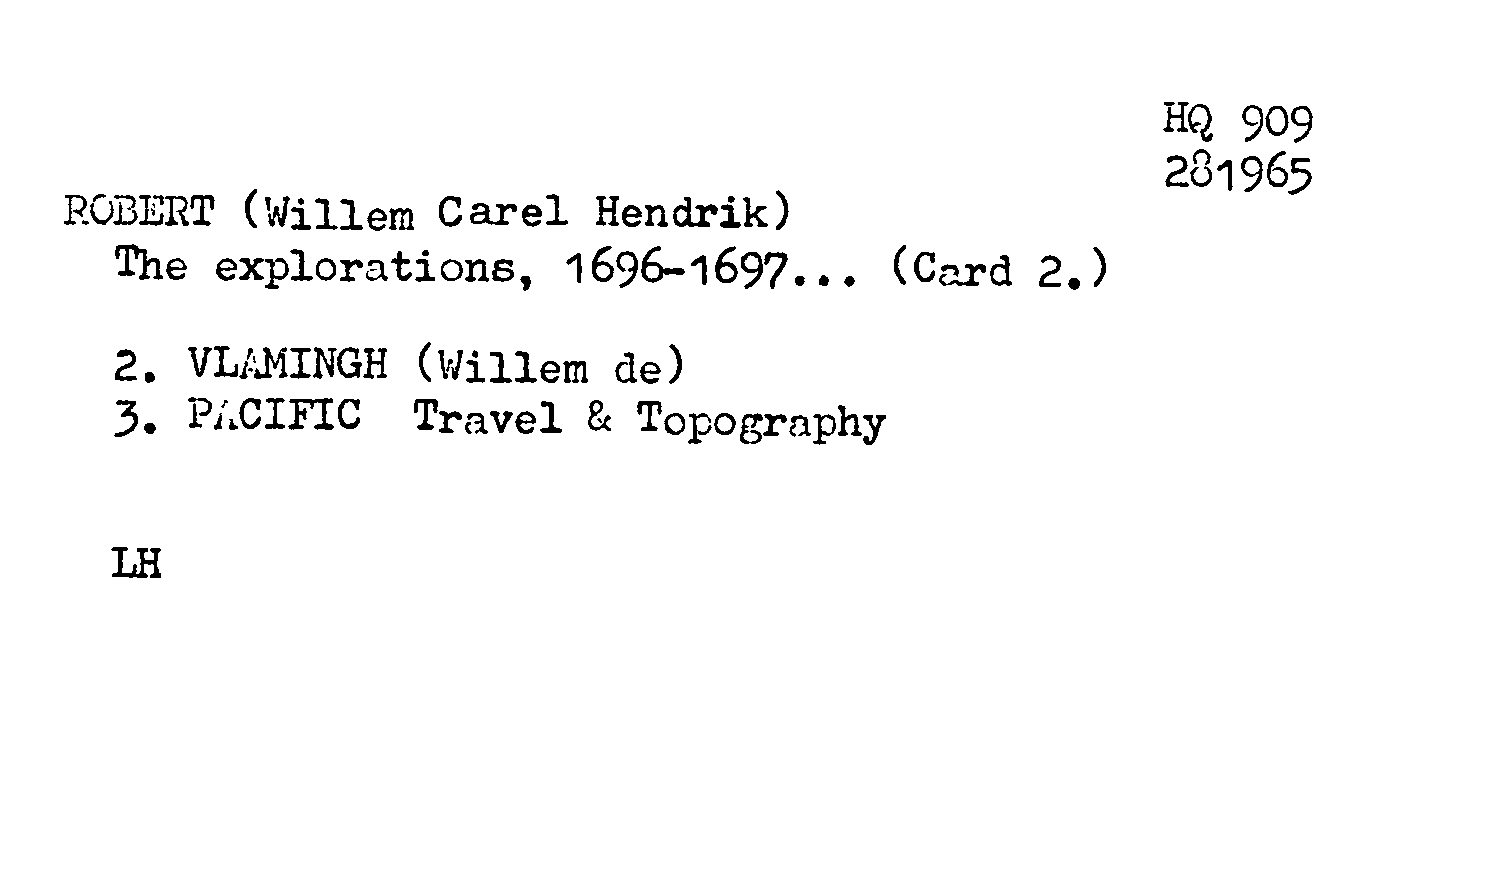 HQ 909
281965
ROBERT (Willem Carel Hendrik)
The explorations, 1696-1697... (Card 2.)
2. VLAMINGH (Willem de)
3. PACIFIC Travel & Topography
LH